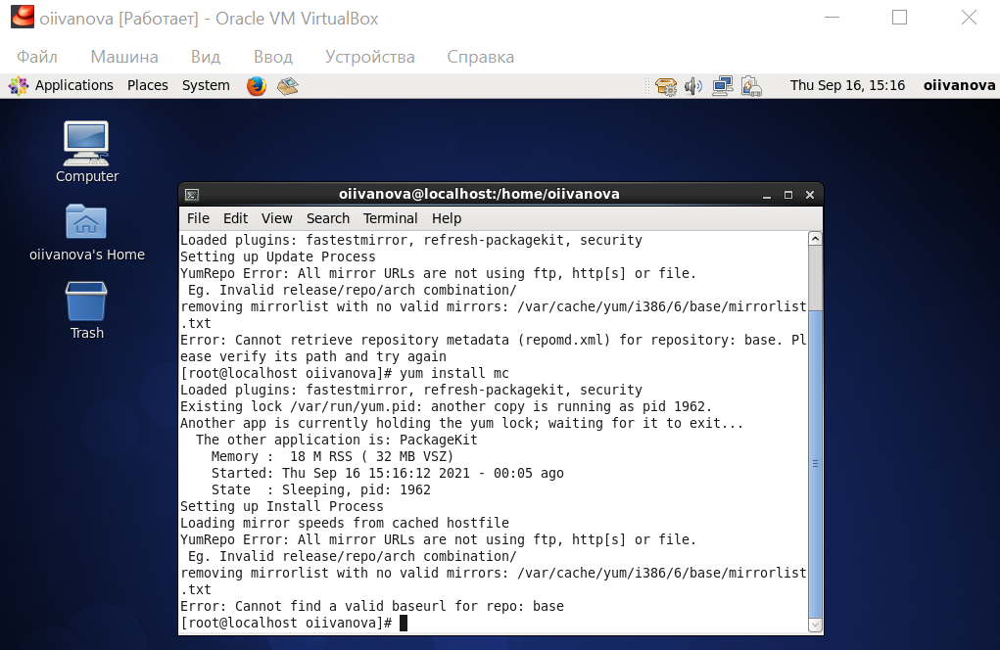 oiivanova [Работает] - Oracle VM VirtualBox
Файл Машина Вид Ввод Устройства Справка
Applications Places System Thu Sep 16, 15:16 oiivanova
Computer
oiivanova's Home
Trash
oiivanova@localhost:/home/oiivanova
File Edit View Search Terminal Help
Loaded plugins: fastestmirror, refresh-packagekit, security
Setting up Update Process
YumRepo Error: All mirror URLs are not using ftp, http[s] or file.
 Eg. Invalid release/repo/arch combination/
removing mirrorlist with no valid mirrors: /var/cache/yum/i386/6/base/mirrorlist
.txt
Error: Cannot retrieve repository metadata (repomd.xml) for repository: base. Pl
ease verify its path and try again
[root@localhost oiivanova]# yum install mc
Loaded plugins: fastestmirror, refresh-packagekit, security
Existing lock /var/run/yum.pid: another copy is running as pid 1962.
Another app is currently holding the yum lock; waiting for it to exit...
  The other application is: PackageKit
    Memory :  18 M RSS ( 32 MB VSZ)
    Started: Thu Sep 16 15:16:12 2021 - 00:05 ago
    State  : Sleeping, pid: 1962
Setting up Install Process
Loading mirror speeds from cached hostfile
YumRepo Error: All mirror URLs are not using ftp, http[s] or file.
 Eg. Invalid release/repo/arch combination/
removing mirrorlist with no valid mirrors: /var/cache/yum/i386/6/base/mirrorlist
.txt
Error: Cannot find a valid baseurl for repo: base
[root@localhost oiivanova]#